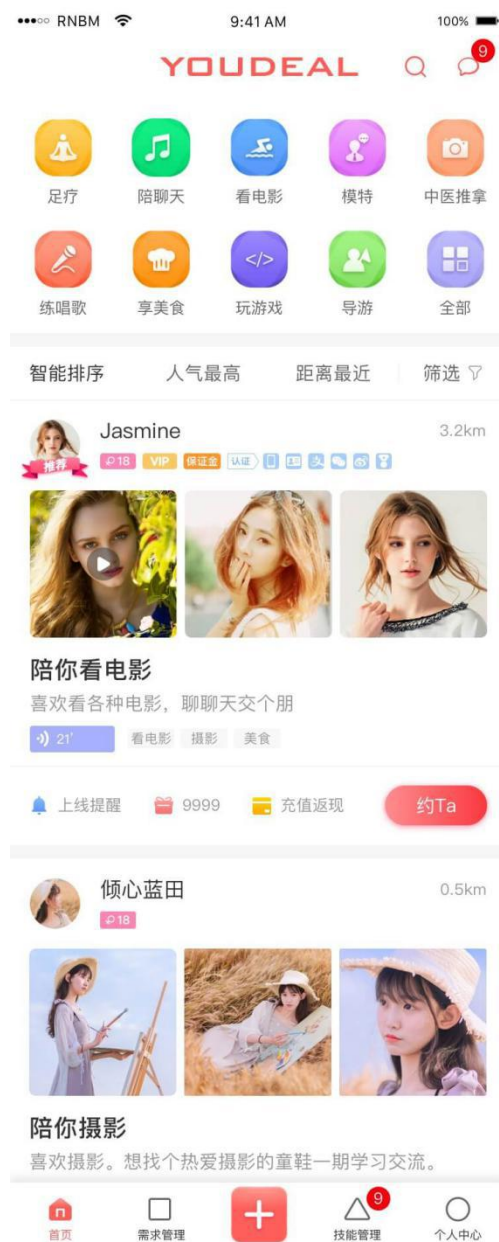 RNBM 9:41 AM 100%
YOUDEAL 9
足疗 陪聊天 看电影 模特 中医推拿
练唱歌 享美食 </> 玩游戏 导游 全部
智能排序 人气最高 距离最近 筛选
Jasmine 3.2km
推荐 18 VIP 保证金 认证 支
陪你看电影
喜欢看各种电影，聊聊天交个朋
21' 看电影 摄影 美食
上线提醒 9999 充值返现 约Ta
倾心蓝田 0.5km
18
陪你摄影
喜欢摄影。想找个热爱摄影的童鞋一期学习交流。
9
首页 需求管理 技能管理 个人中心